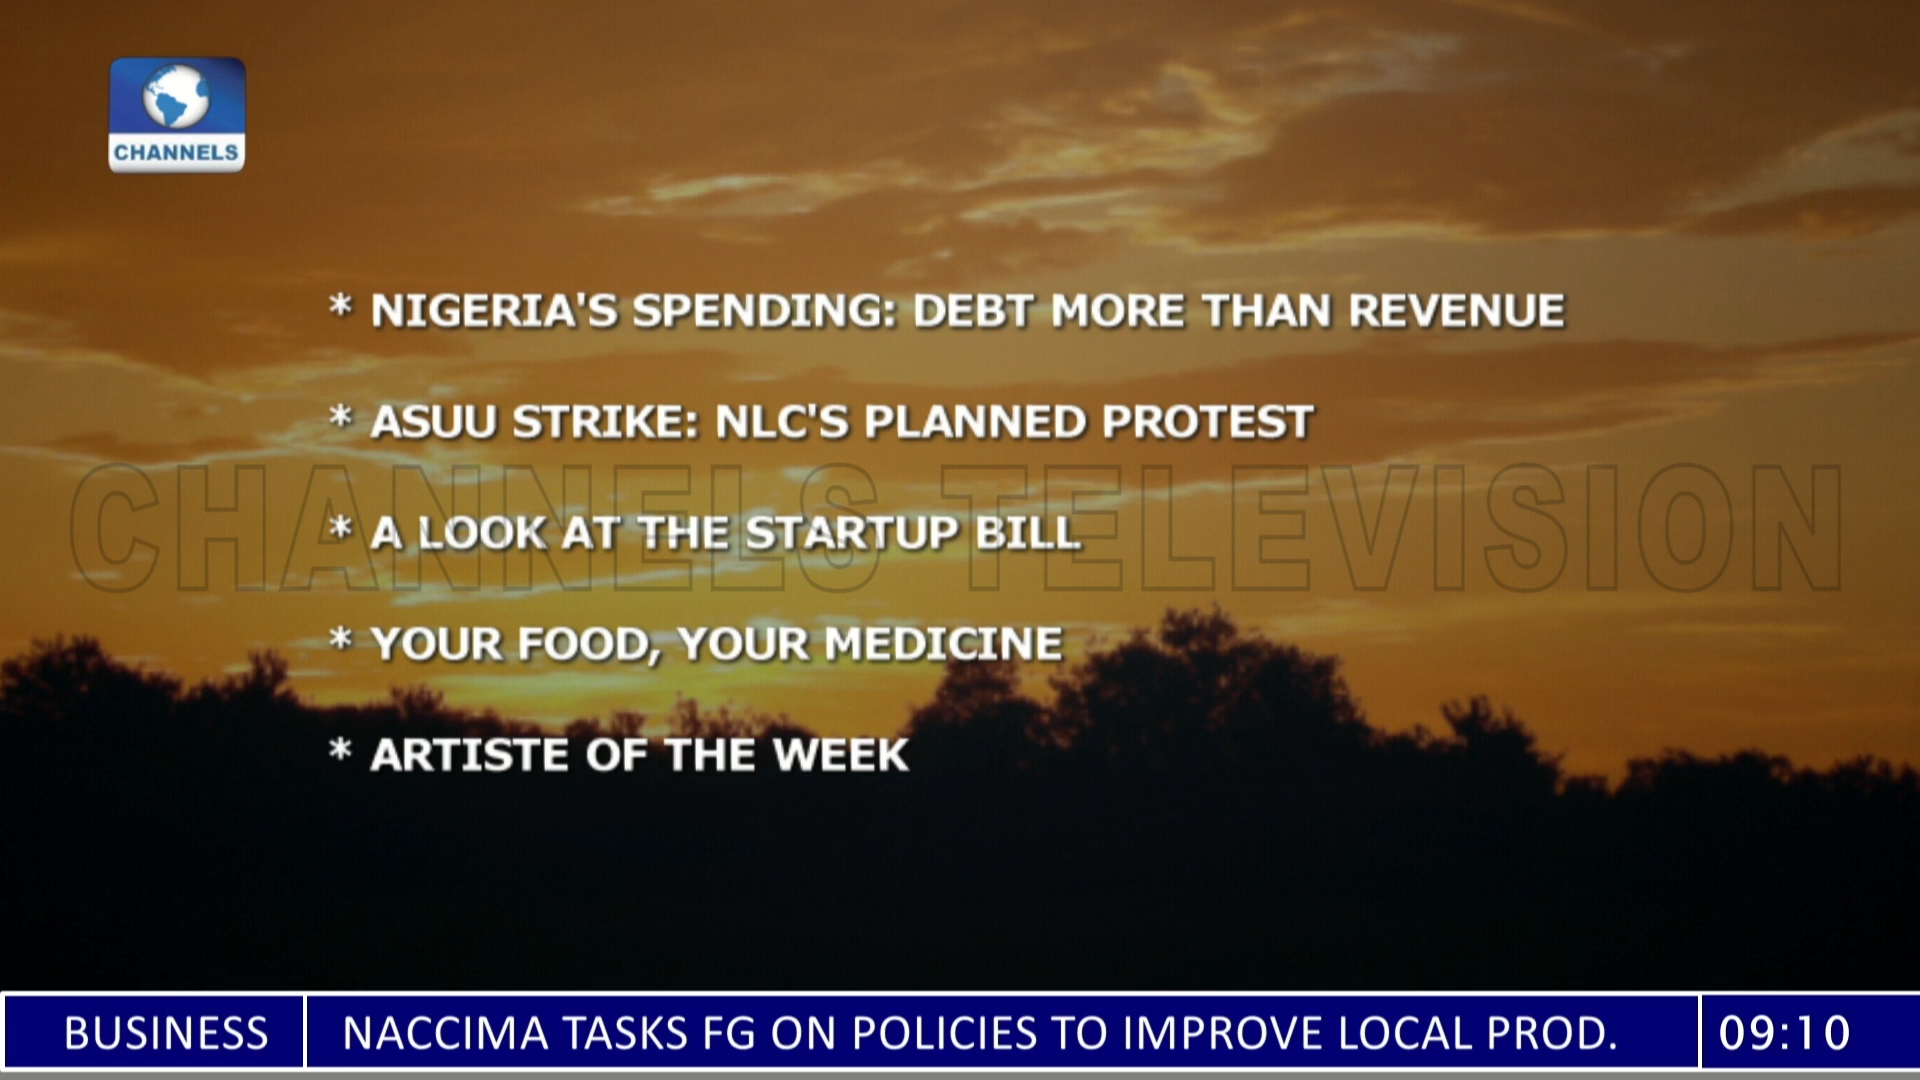 CHANNELS
* NIGERIA'S SPENDING: DEBT MORE THAN REVENUE
* ASUU STRIKE: NLC'S PLANNED PROTEST
CHANNELS TELEVISION
* A LOOK AT THE STARTUP BILL
* YOUR FOOD, YOUR MEDICINE
* ARTISTE OF THE WEEK
BUSINESS NACCIMA TASKS FG ON POLICIES TO IMPROVE LOCAL PROD. 09:10